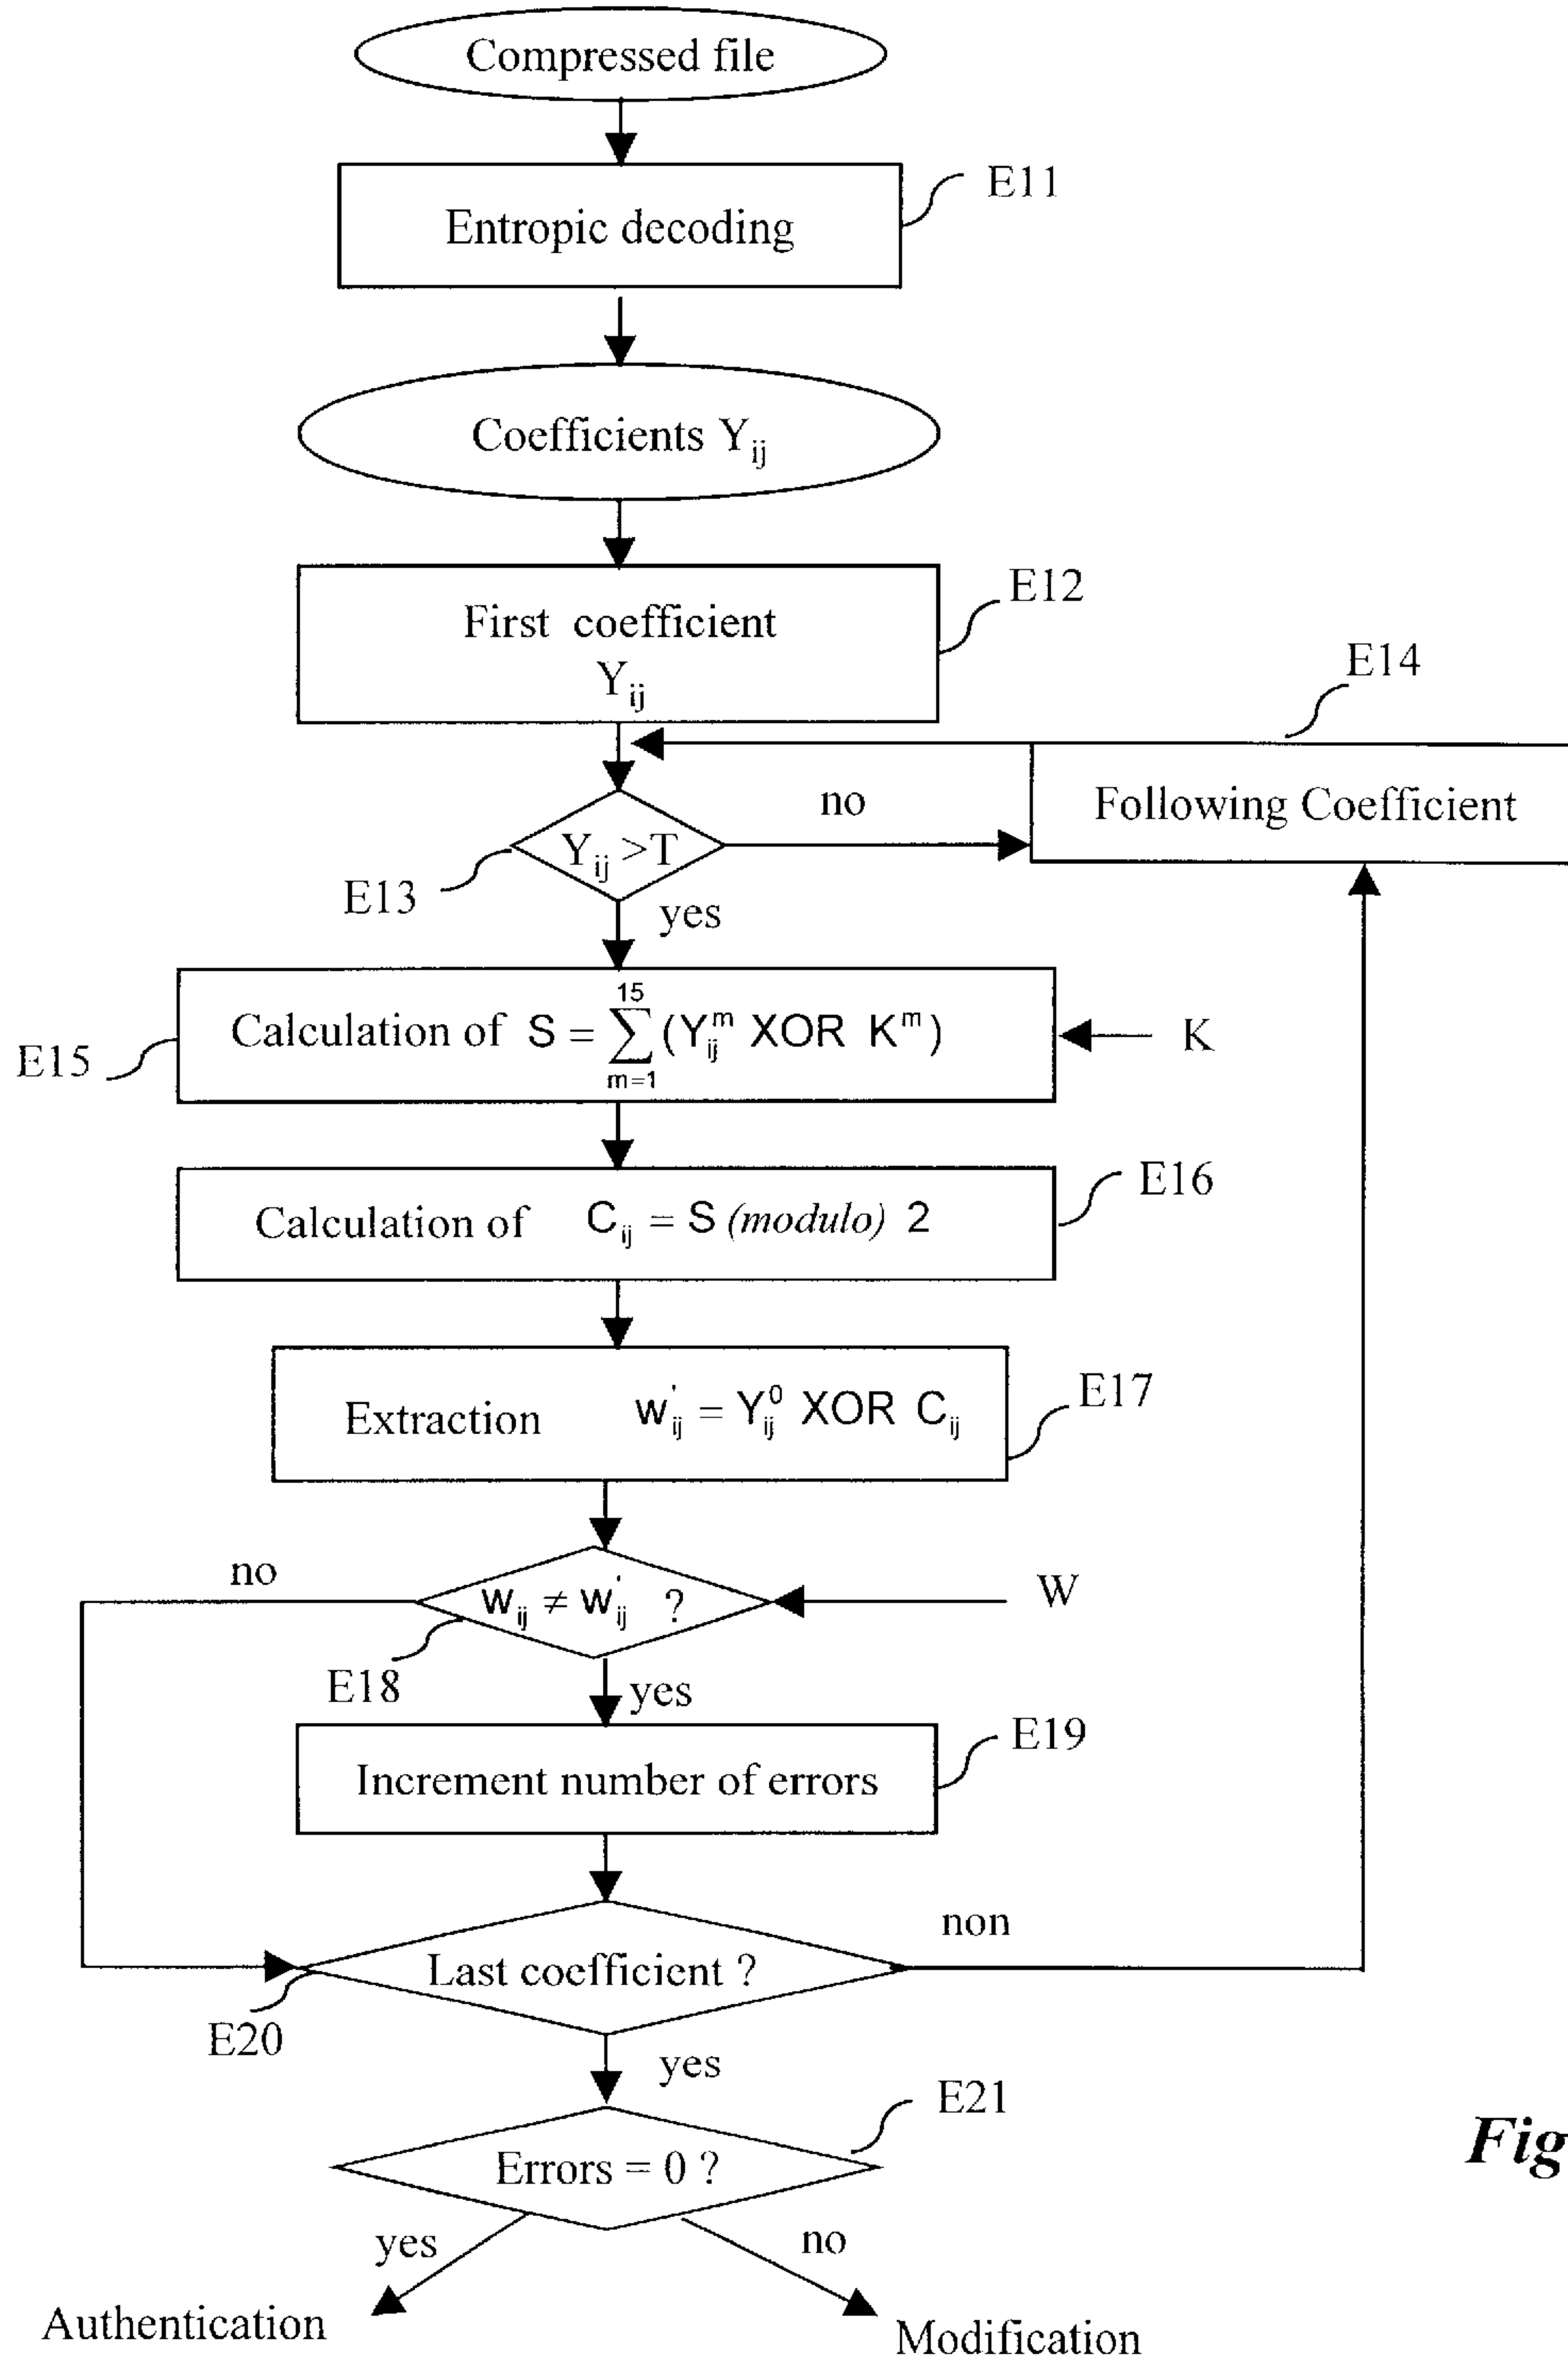 Compressed file
E11
Entropic decoding
Coefficients Y_ij
E12
First coefficient
Y_ij
E14
no
Following Coefficient
Y_ij >T
E13
yes
Calculation of S = ∑_{m=1}^{15} (Y_ij^m XOR K^m)
K
E15
E16
Calculation of C_ij = S (modulo) 2
E17
Extraction w'_ij = Y_ij^0 XOR C_ij
no
W_ij ≠ W'_ij ?
W
E18
yes
E19
Increment number of errors
non
Last coefficient ?
E20
yes
E21
Errors = 0 ?
Fig
yes
no
Authentication
Modification